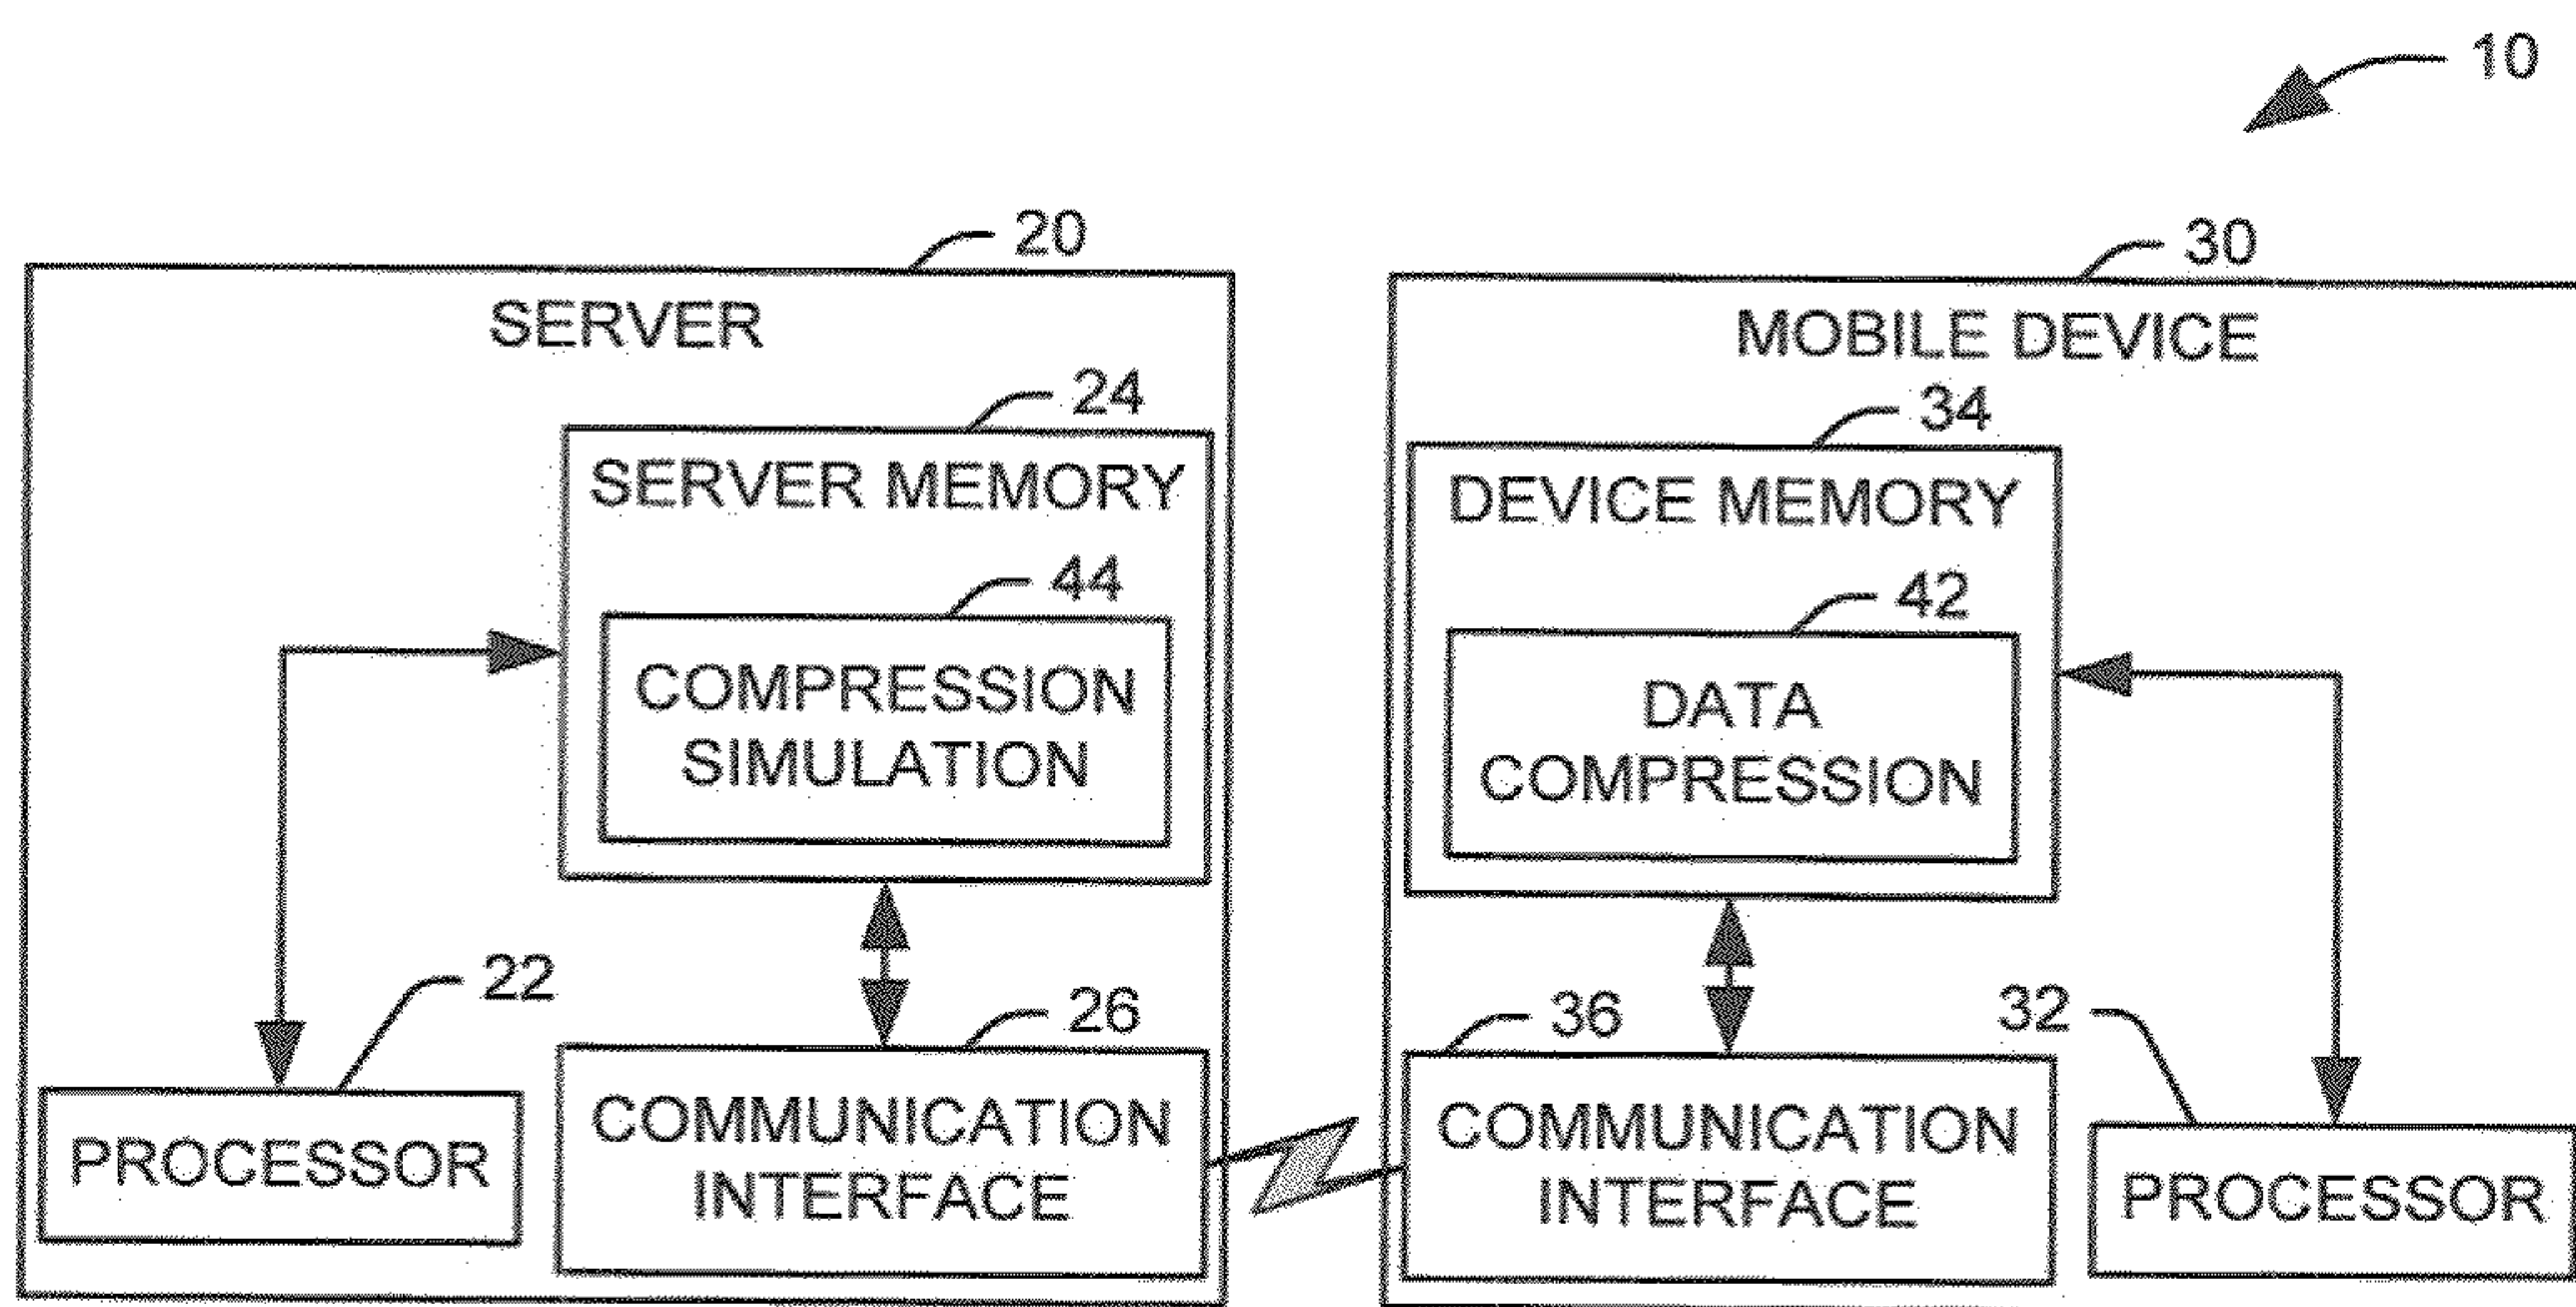 10
20
SERVER
24
SERVER MEMORY
44
COMPRESSION
SIMULATION
22
PROCESSOR
26
COMMUNICATION
INTERFACE
30
MOBILE DEVICE
34
DEVICE MEMORY
42
DATA
COMPRESSION
36
COMMUNICATION
INTERFACE
32
PROCESSOR